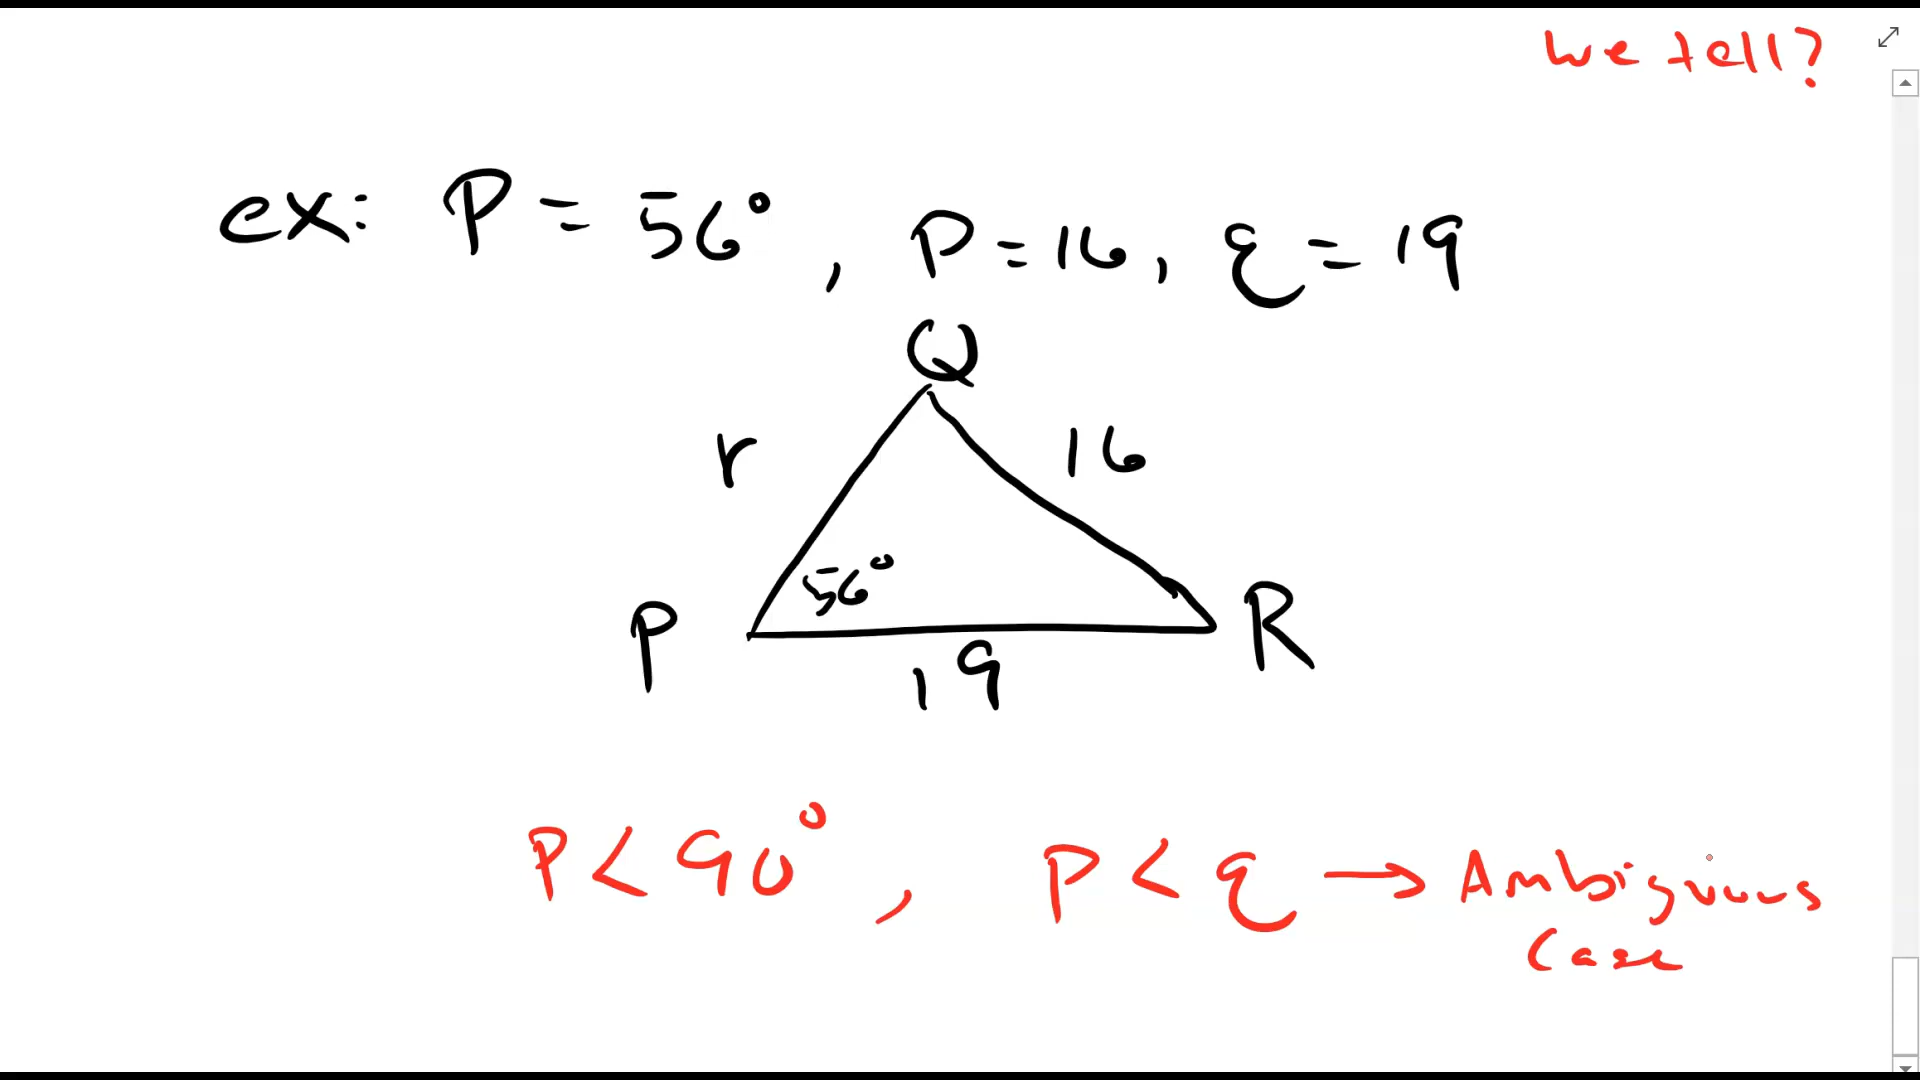 we tell?
ex: P = 56°, p = 16, q = 19
Q
r
16
56°
P
R
19
P < 90°, p < q → Ambiguous
Case